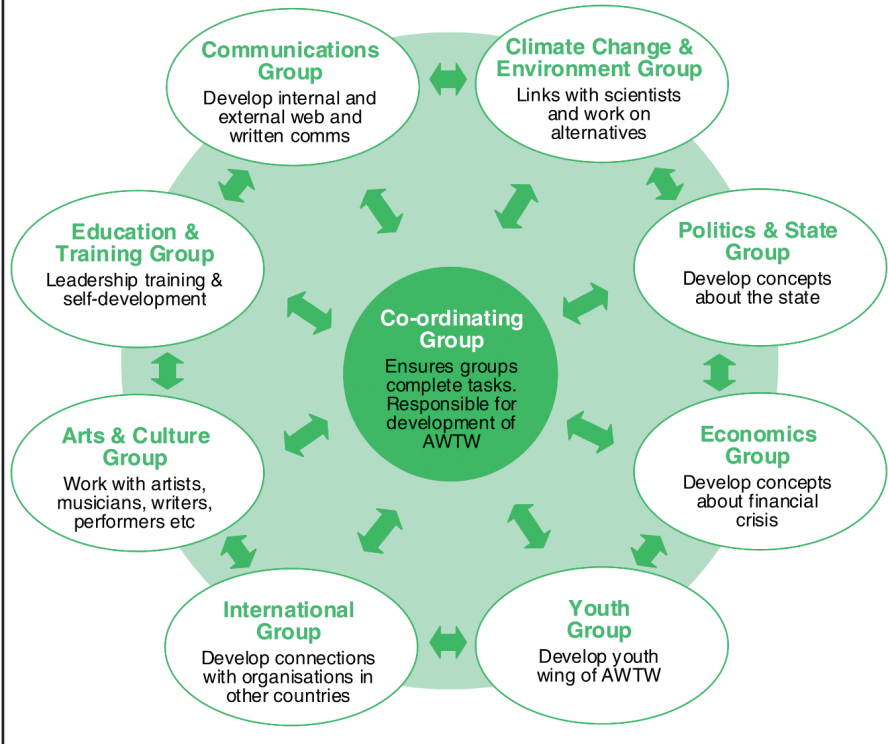 Communications
Group
Develop internal and
external web and
written comms
Climate Change &
Environment Group
Links with scientists
and work on
alternatives
Education &
Training Group
Leadership training &
self-development
Politics & State
Group
Develop concepts
about the state
Co-ordinating
Group
Ensures groups
complete tasks.
Responsible for
development of
AWTW
Arts & Culture
Group
Work with artists,
musicians, writers,
performers etc
Economics
Group
Develop concepts
about financial
crisis
International
Group
Develop connections
with organisations in
other countries
Youth
Group
Develop youth
wing of AWTW